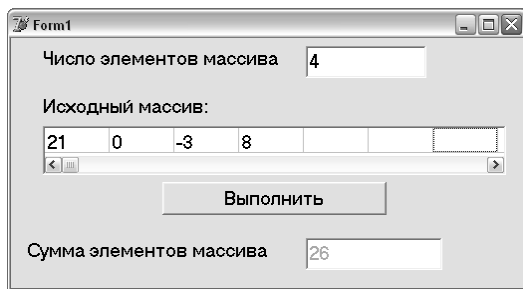 Form1
Число элементов массива 4
Исходный массив:
21 0 -3 8
Выполнить
Сумма элементов массива 26